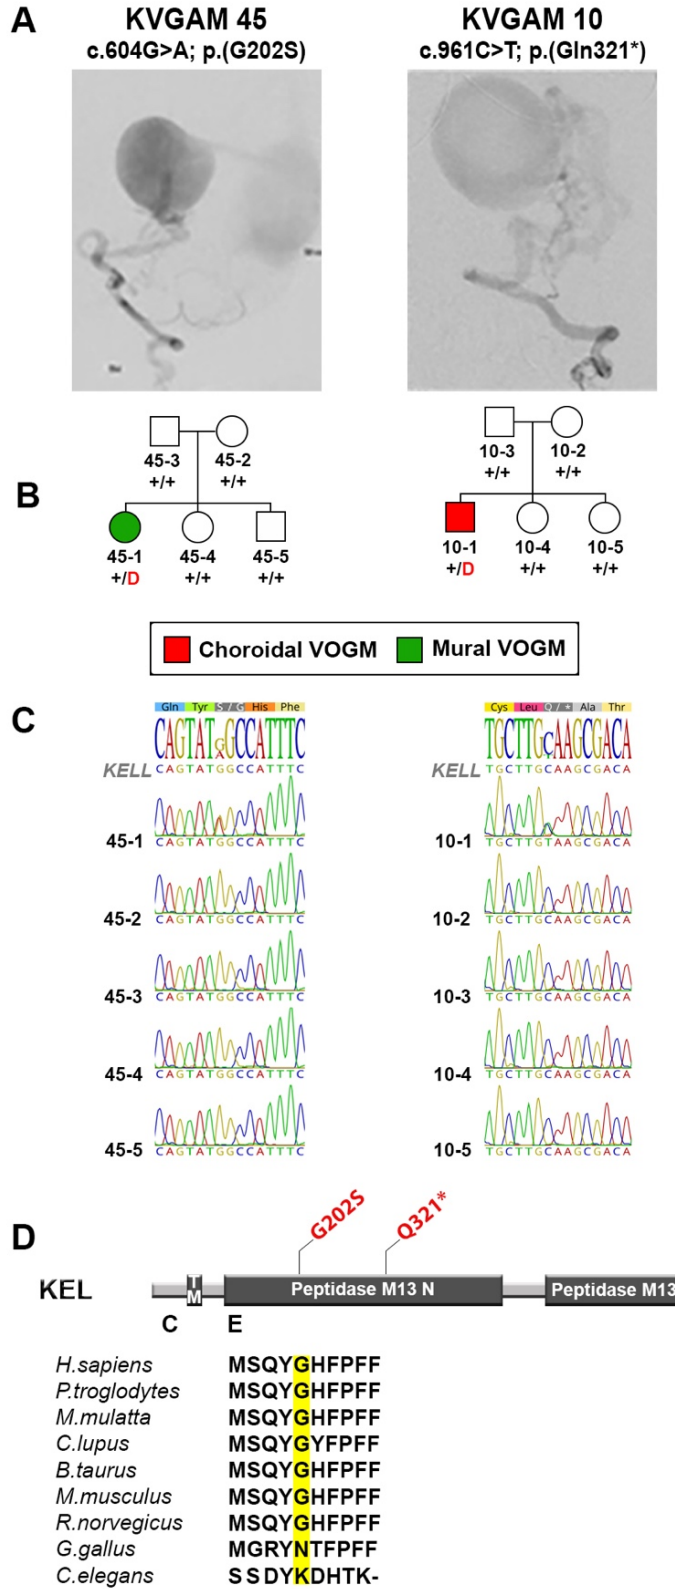 A
KVGAM 45
c.604G>A; p.(G202S)
KVGAM 10
c.961C>T; p.(Gln321*)
B
45-3
+/+
45-2
+/+
45-1
+/D
45-4
+/+
45-5
+/+
10-3
+/+
10-2
+/+
10-1
+/D
10-4
+/+
10-5
+/+
Choroidal VOGM
Mural VOGM
C
Gln Tyr S / G His Phe
CAGTATGGCCATTTC
KELL CAGTATGGCCATTTC
45-1 CAGTATGGCCATTTC
45-2 CAGTATGGCCATTTC
45-3 CAGTATGGCCATTTC
45-4 CAGTATGGCCATTTC
45-5 CAGTATGGCCATTTC
Cys Leu Q / * Ala Thr
TGCTTGCAAGCGACA
KELL TGCTTGCAAGCGACA
10-1 TGCTTGTAAGCGACA
10-2 TGCTTGCAAGCGACA
10-3 TGCTTGCAAGCGACA
10-4 TGCTTGCAAGCGACA
10-5 TGCTTGCAAGCGACA
D
G202S
Q321*
KEL
TM
Peptidase M13 N
Peptidase M13
C
E
H.sapiens MSQYGHFPFF
P.troglodytes MSQYGHFPFF
M.mulatta MSQYGHFPFF
C.lupus MSQYGYFPFF
B.taurus MSQYGHFPFF
M.musculus MSQYGHFPFF
R.norvegicus MSQYGHFPFF
G.gallus MGRYNTFPFF
C.elegans SSDYKDHTK-